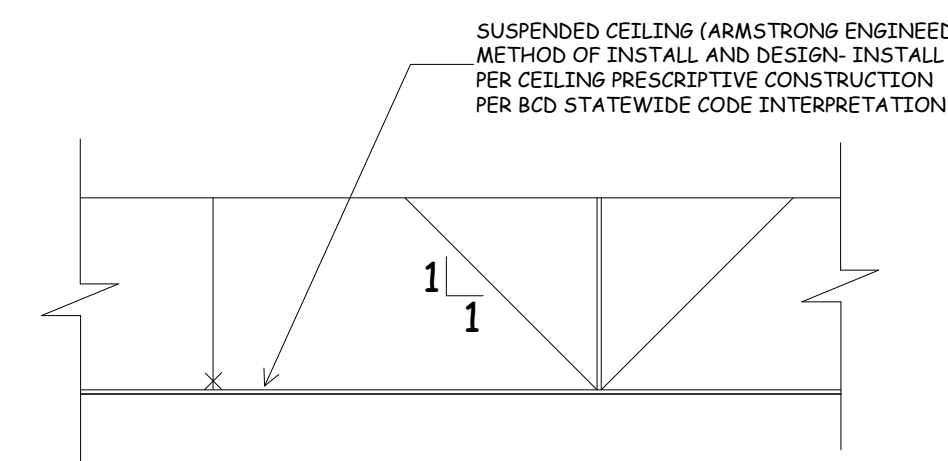 SUSPENDED CEILING (ARMSTRONG ENGINEED
METHOD OF INSTALL AND DESIGN- INSTALL
PER CEILING PRESCRIPTIVE CONSTRUCTION
PER BCD STATEWIDE CODE INTERPRETATION
1
1